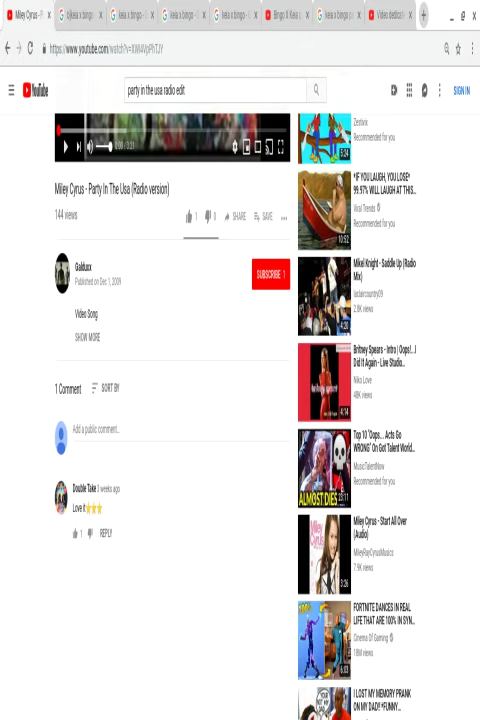 Miley Cyrus - P
https://www.youtube.com/watch?v=
YouTube
party in the usa radio edit
SIGN IN
0:00 / 3:21
Miley Cyrus - Party In The Usa (Radio version)
144 views
1
0
SHARE
SAVE
Galduxx
Published on Dec 1, 2009
SUBSCRIBE 1
Video Song
SHOW MORE
1 Comment
SORT BY
Add a public comment...
Double Take 3 weeks ago
Love it⭐⭐⭐
1
REPLY
Zestivix
Recommended for you
5:24
*IF YOU LAUGH, YOU LOSE*
99.97% WILL LAUGH AT THIS...
Viral Trends
Recommended for you
10:52
Mikel Knight - Saddle Up (Radio
Mix)
2.8K views
4:20
Britney Spears - Intro | Oops!...I
Did It Again - Live Studio...
Niks Love
48K views
4:14
Top 10 "Oops... Acts Go
WRONG" On Got Talent World...
MusicTalentNow
Recommended for you
ALMOST DIES
23:11
Miley Cyrus - Start All Over
(Audio)
MileyRayCyrusMusics
7.9K views
Miley Cyrus
3:26
FORTNITE DANCES IN REAL
LIFE THAT ARE 100% IN SYN...
Cinema Of Gaming
18M views
6:03
I LOST MY MEMORY PRANK
ON MY DAD!! *FUNNY...